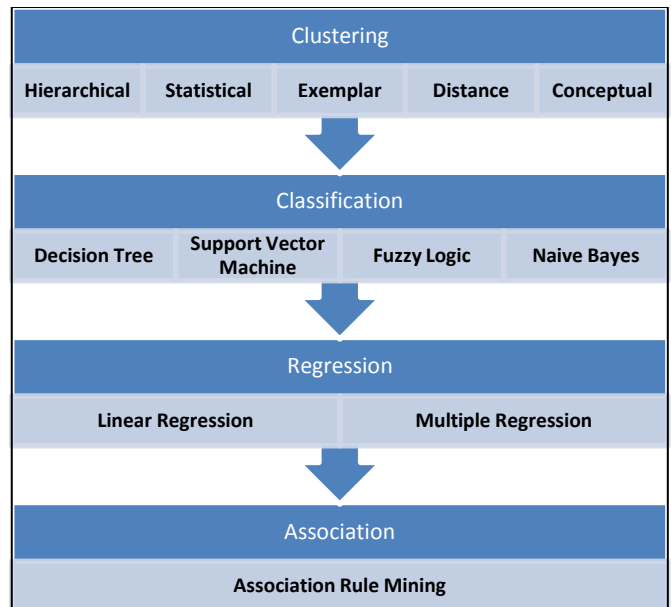 Clustering
Hierarchical Statistical Exemplar Distance Conceptual
Classification
Decision Tree Support Vector Machine Fuzzy Logic Naive Bayes
Regression
Linear Regression Multiple Regression
Association
Association Rule Mining